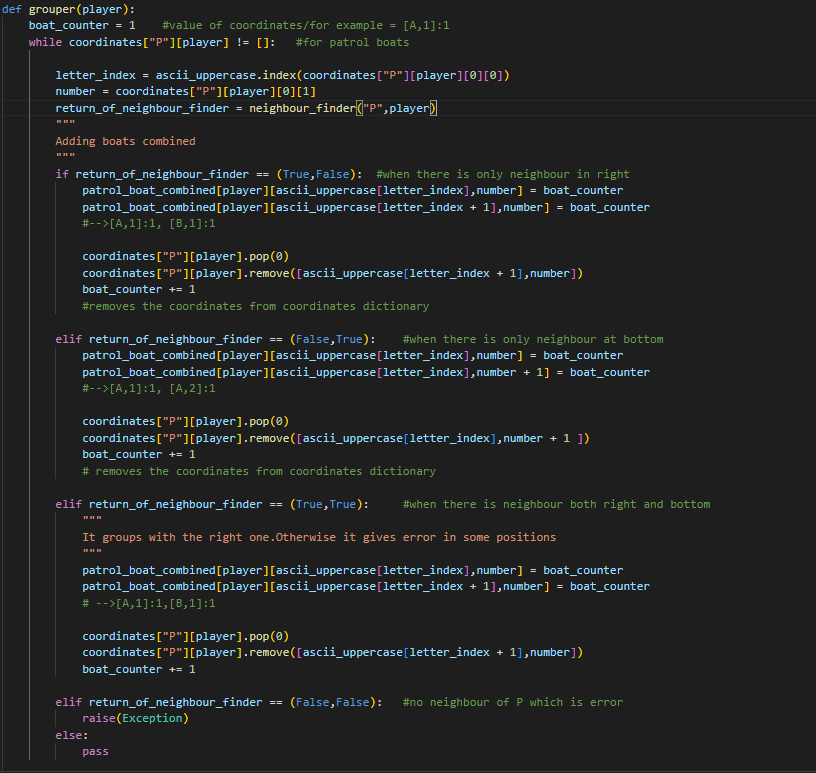 def grouper(player):
    boat_counter = 1    #value of coordinates/for example = [A,1]:1
    while coordinates["P"][player] != []:   #for patrol boats

        letter_index = ascii_uppercase.index(coordinates["P"][player][0][0])
        number = coordinates["P"][player][0][1]
        return_of_neighbour_finder = neighbour_finder("P",player)
        """
        Adding boats combined
        """
        if return_of_neighbour_finder == (True,False):  #when there is only neighbour in right
            patrol_boat_combined[player][ascii_uppercase[letter_index],number] = boat_counter
            patrol_boat_combined[player][ascii_uppercase[letter_index + 1],number] = boat_counter
            #-->[A,1]:1, [B,1]:1

            coordinates["P"][player].pop(0)
            coordinates["P"][player].remove([ascii_uppercase[letter_index + 1],number])
            boat_counter += 1
            #removes the coordinates from coordinates dictionary

        elif return_of_neighbour_finder == (False,True):    #when there is only neighbour at bottom
            patrol_boat_combined[player][ascii_uppercase[letter_index],number] = boat_counter
            patrol_boat_combined[player][ascii_uppercase[letter_index],number + 1] = boat_counter
            #-->[A,1]:1, [A,2]:1

            coordinates["P"][player].pop(0)
            coordinates["P"][player].remove([ascii_uppercase[letter_index],number + 1 ])
            boat_counter += 1
            # removes the coordinates from coordinates dictionary

        elif return_of_neighbour_finder == (True,True):     #when there is neighbour both right and bottom
            """
            It groups with the right one.Otherwise it gives error in some positions
            """
            patrol_boat_combined[player][ascii_uppercase[letter_index],number] = boat_counter
            patrol_boat_combined[player][ascii_uppercase[letter_index + 1],number] = boat_counter
            # -->[A,1]:1,[B,1]:1

            coordinates["P"][player].pop(0)
            coordinates["P"][player].remove([ascii_uppercase[letter_index + 1],number])
            boat_counter += 1

        elif return_of_neighbour_finder == (False,False):   #no neighbour of P which is error
            raise(Exception)
        else:
            pass